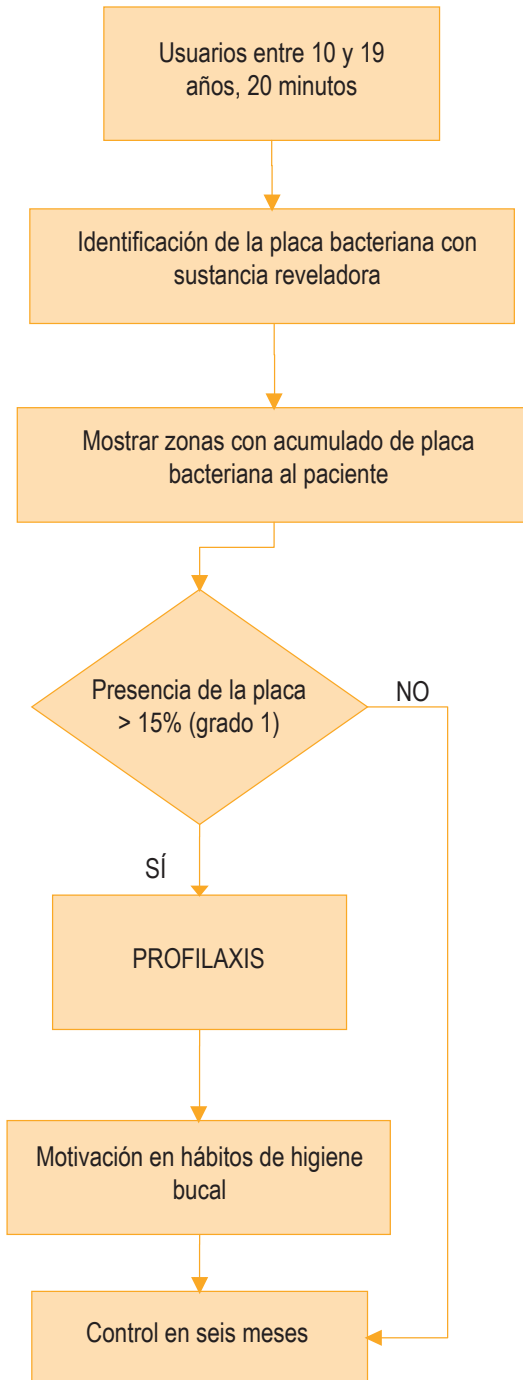 Usuarios entre 10 y 19
años, 20 minutos
Identificación de la placa bacteriana con
sustancia reveladora
Mostrar zonas con acumulado de placa
bacteriana al paciente
Presencia de la placa
> 15% (grado 1)
NO
SÍ
PROFILAXIS
Motivación en hábitos de higiene
bucal
Control en seis meses